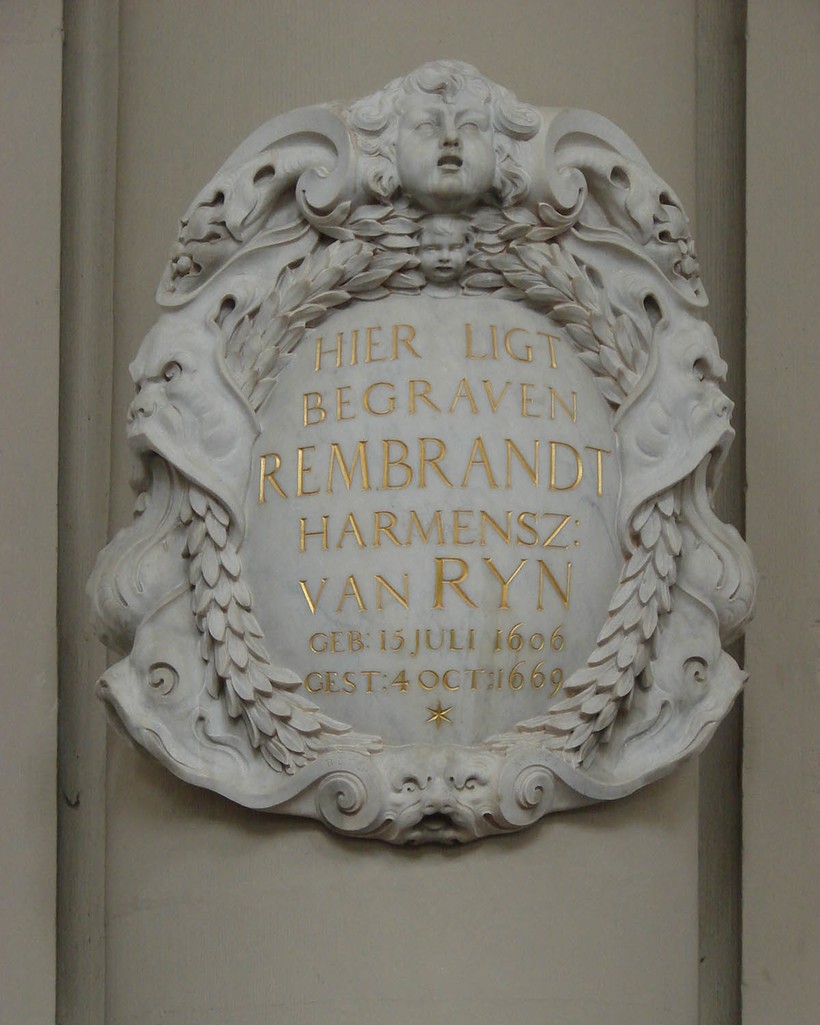 HIER LIGT
BEGRAVEN
REMBRANDT
HARMENSZ:
VAN RYN
GEB: 15 JULI 1606
GEST: 4 OCT: 1669